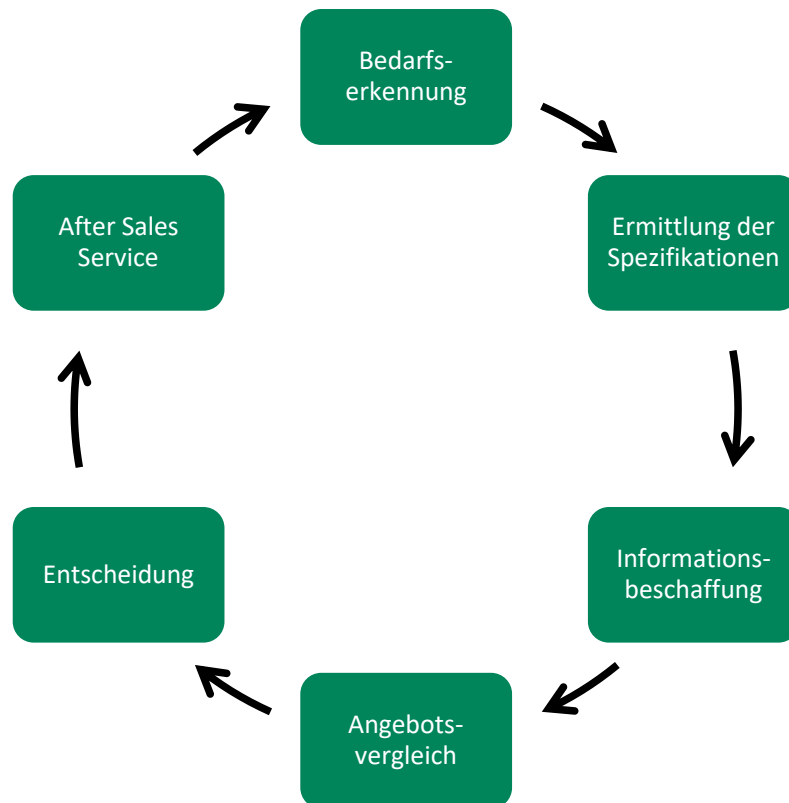 Bedarfs-
erkennung
Ermittlung der
Spezifikationen
Informations-
beschaffung
Angebots-
vergleich
Entscheidung
After Sales
Service